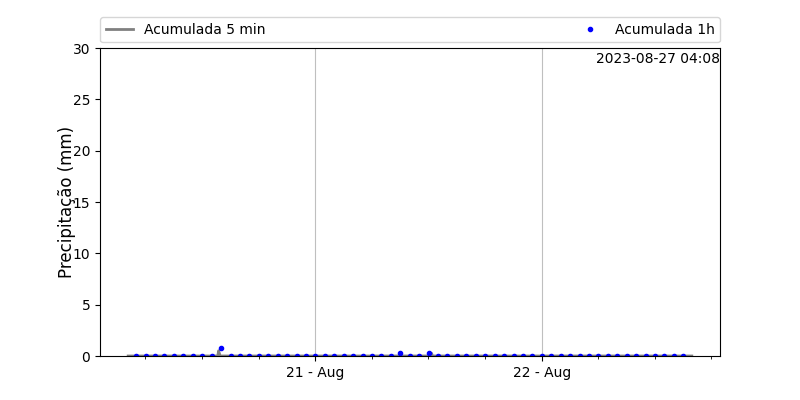 Acumulada 5 min
Acumulada 1h
2023-08-27 04:08
Precipitação (mm)
30
25
20
15
10
5
0
21 - Aug
22 - Aug